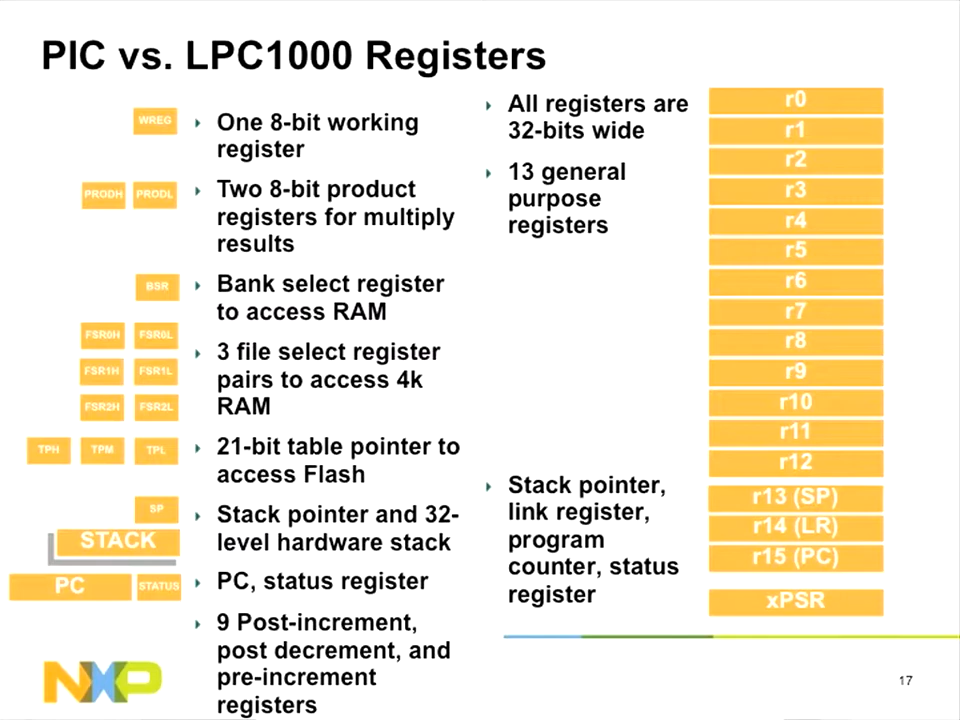 PIC vs. LPC1000 Registers
WREG
One 8-bit working
register
PRODH PRODL
Two 8-bit product
registers for multiply
results
BSR
Bank select register
to access RAM
FSR0H FSR0L
FSR1H FSR1L
FSR2H FSR2L
3 file select register
pairs to access 4k
RAM
TPH TPM TPL
21-bit table pointer to
access Flash
SP
STACK
Stack pointer and 32-
level hardware stack
PC STATUS
PC, status register
9 Post-increment,
post decrement, and
pre-increment
registers
All registers are
32-bits wide
13 general
purpose
registers
Stack pointer,
link register,
program
counter, status
register
r0
r1
r2
r3
r4
r5
r6
r7
r8
r9
r10
r11
r12
r13 (SP)
r14 (LR)
r15 (PC)
xPSR
NXP
17